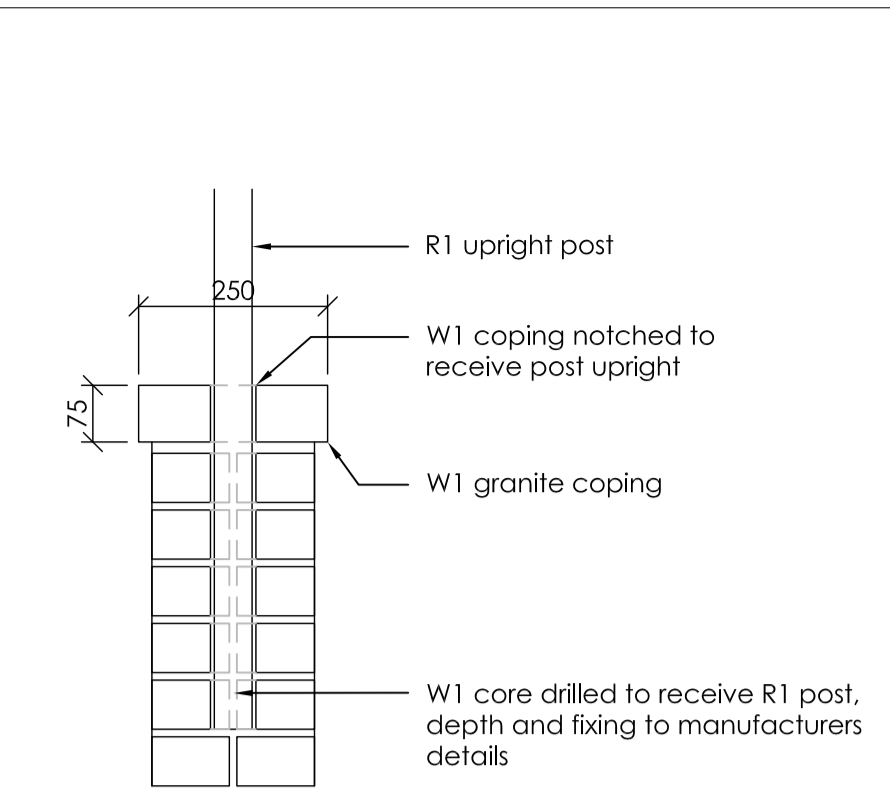 R1 upright post
250
W1 coping notched to
receive post upright
75
W1 granite coping
W1 core drilled to receive R1 post,
depth and fixing to manufacturers
details